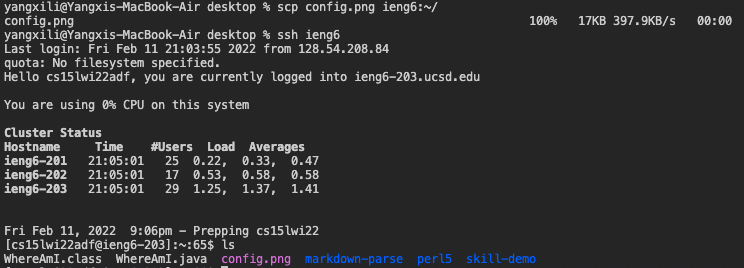 yangxili@Yangxis-MacBook-Air desktop % scp config.png ieng6:~/
config.png 100% 17KB 397.9KB/s 00:00
yangxili@Yangxis-MacBook-Air desktop % ssh ieng6
Last login: Fri Feb 11 21:03:55 2022 from 128.54.208.84
quota: No filesystem specified.
Hello cs15lwi22adf, you are currently logged into ieng6-203.ucsd.edu
You are using 0% CPU on this system
Cluster Status
Hostname Time #Users Load Averages
ieng6-201 21:05:01 25 0.22, 0.33, 0.47
ieng6-202 21:05:01 17 0.53, 0.58, 0.58
ieng6-203 21:05:01 29 1.25, 1.37, 1.41
Fri Feb 11, 2022 9:06pm - Prepping cs15lwi22
[cs15lwi22adf@ieng6-203]:~:65$ ls
WhereAmI.class WhereAmI.java config.png markdown-parse perl5 skill-demo